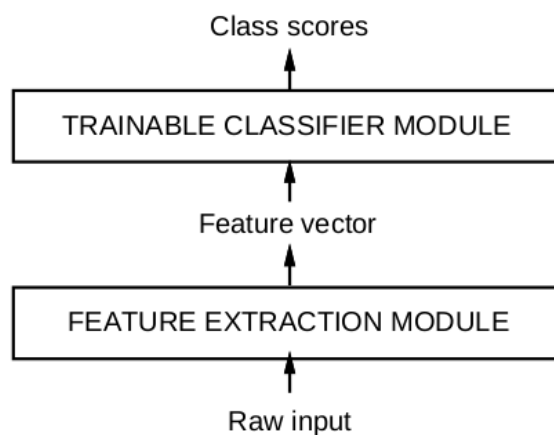 Class scores
TRAINABLE CLASSIFIER MODULE
Feature vector
FEATURE EXTRACTION MODULE
Raw input